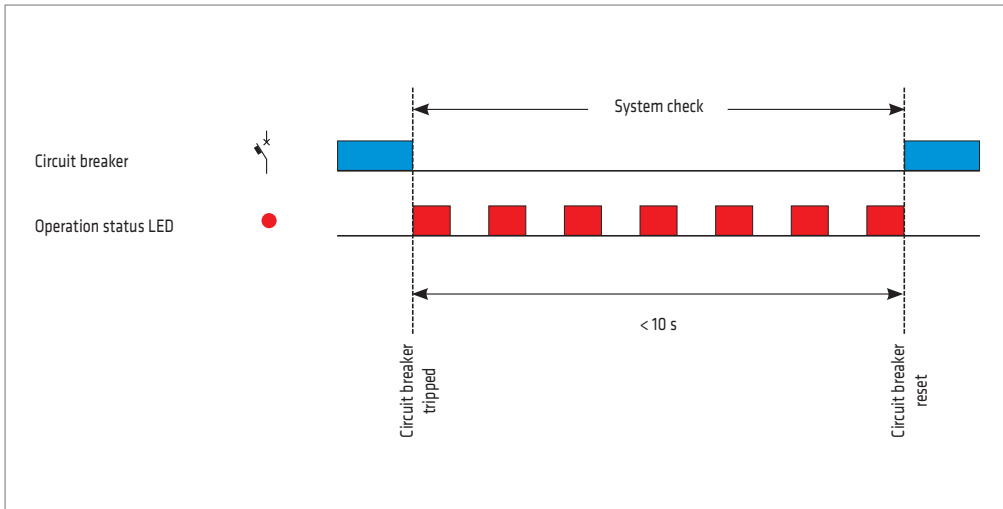 System check
Circuit breaker
Operation status LED
< 10 s
Circuit breaker
tripped
Circuit breaker
reset